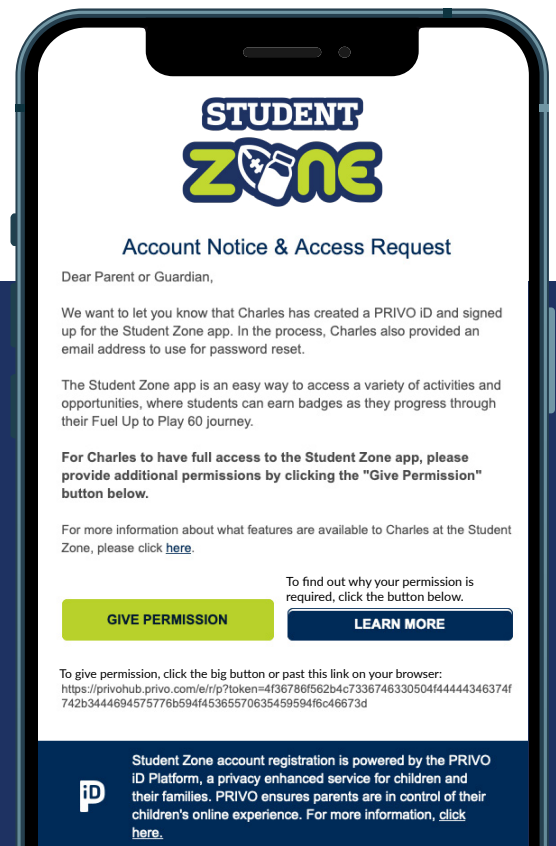 STUDENT
ZONE
Account Notice & Access Request
Dear Parent or Guardian,
We want to let you know that Charles has created a PRIVO iD and signed
up for the Student Zone app. In the process, Charles also provided an
email address to use for password reset.
The Student Zone app is an easy way to access a variety of activities and
opportunities, where students can earn badges as they progress through
their Fuel Up to Play 60 journey.
For Charles to have full access to the Student Zone app, please
provide additional permissions by clicking the "Give Permission"
button below.
For more information about what features are available to Charles at the Student
Zone, please click here.
To find out why your permission is
required, click the button below.
GIVE PERMISSION
LEARN MORE
To give permission, click the big button or past this link on your browser:
https://privohub.privo.com/e/r/p?token=4f36786f562b4c7336746330504f44444346374f
742b3444694575776b594f45365570635459594f6c46673d
iD
Student Zone account registration is powered by the PRIVO
iD Platform, a privacy enhanced service for children and
their families. PRIVO ensures parents are in control of their
children's online experience. For more information, click
here.